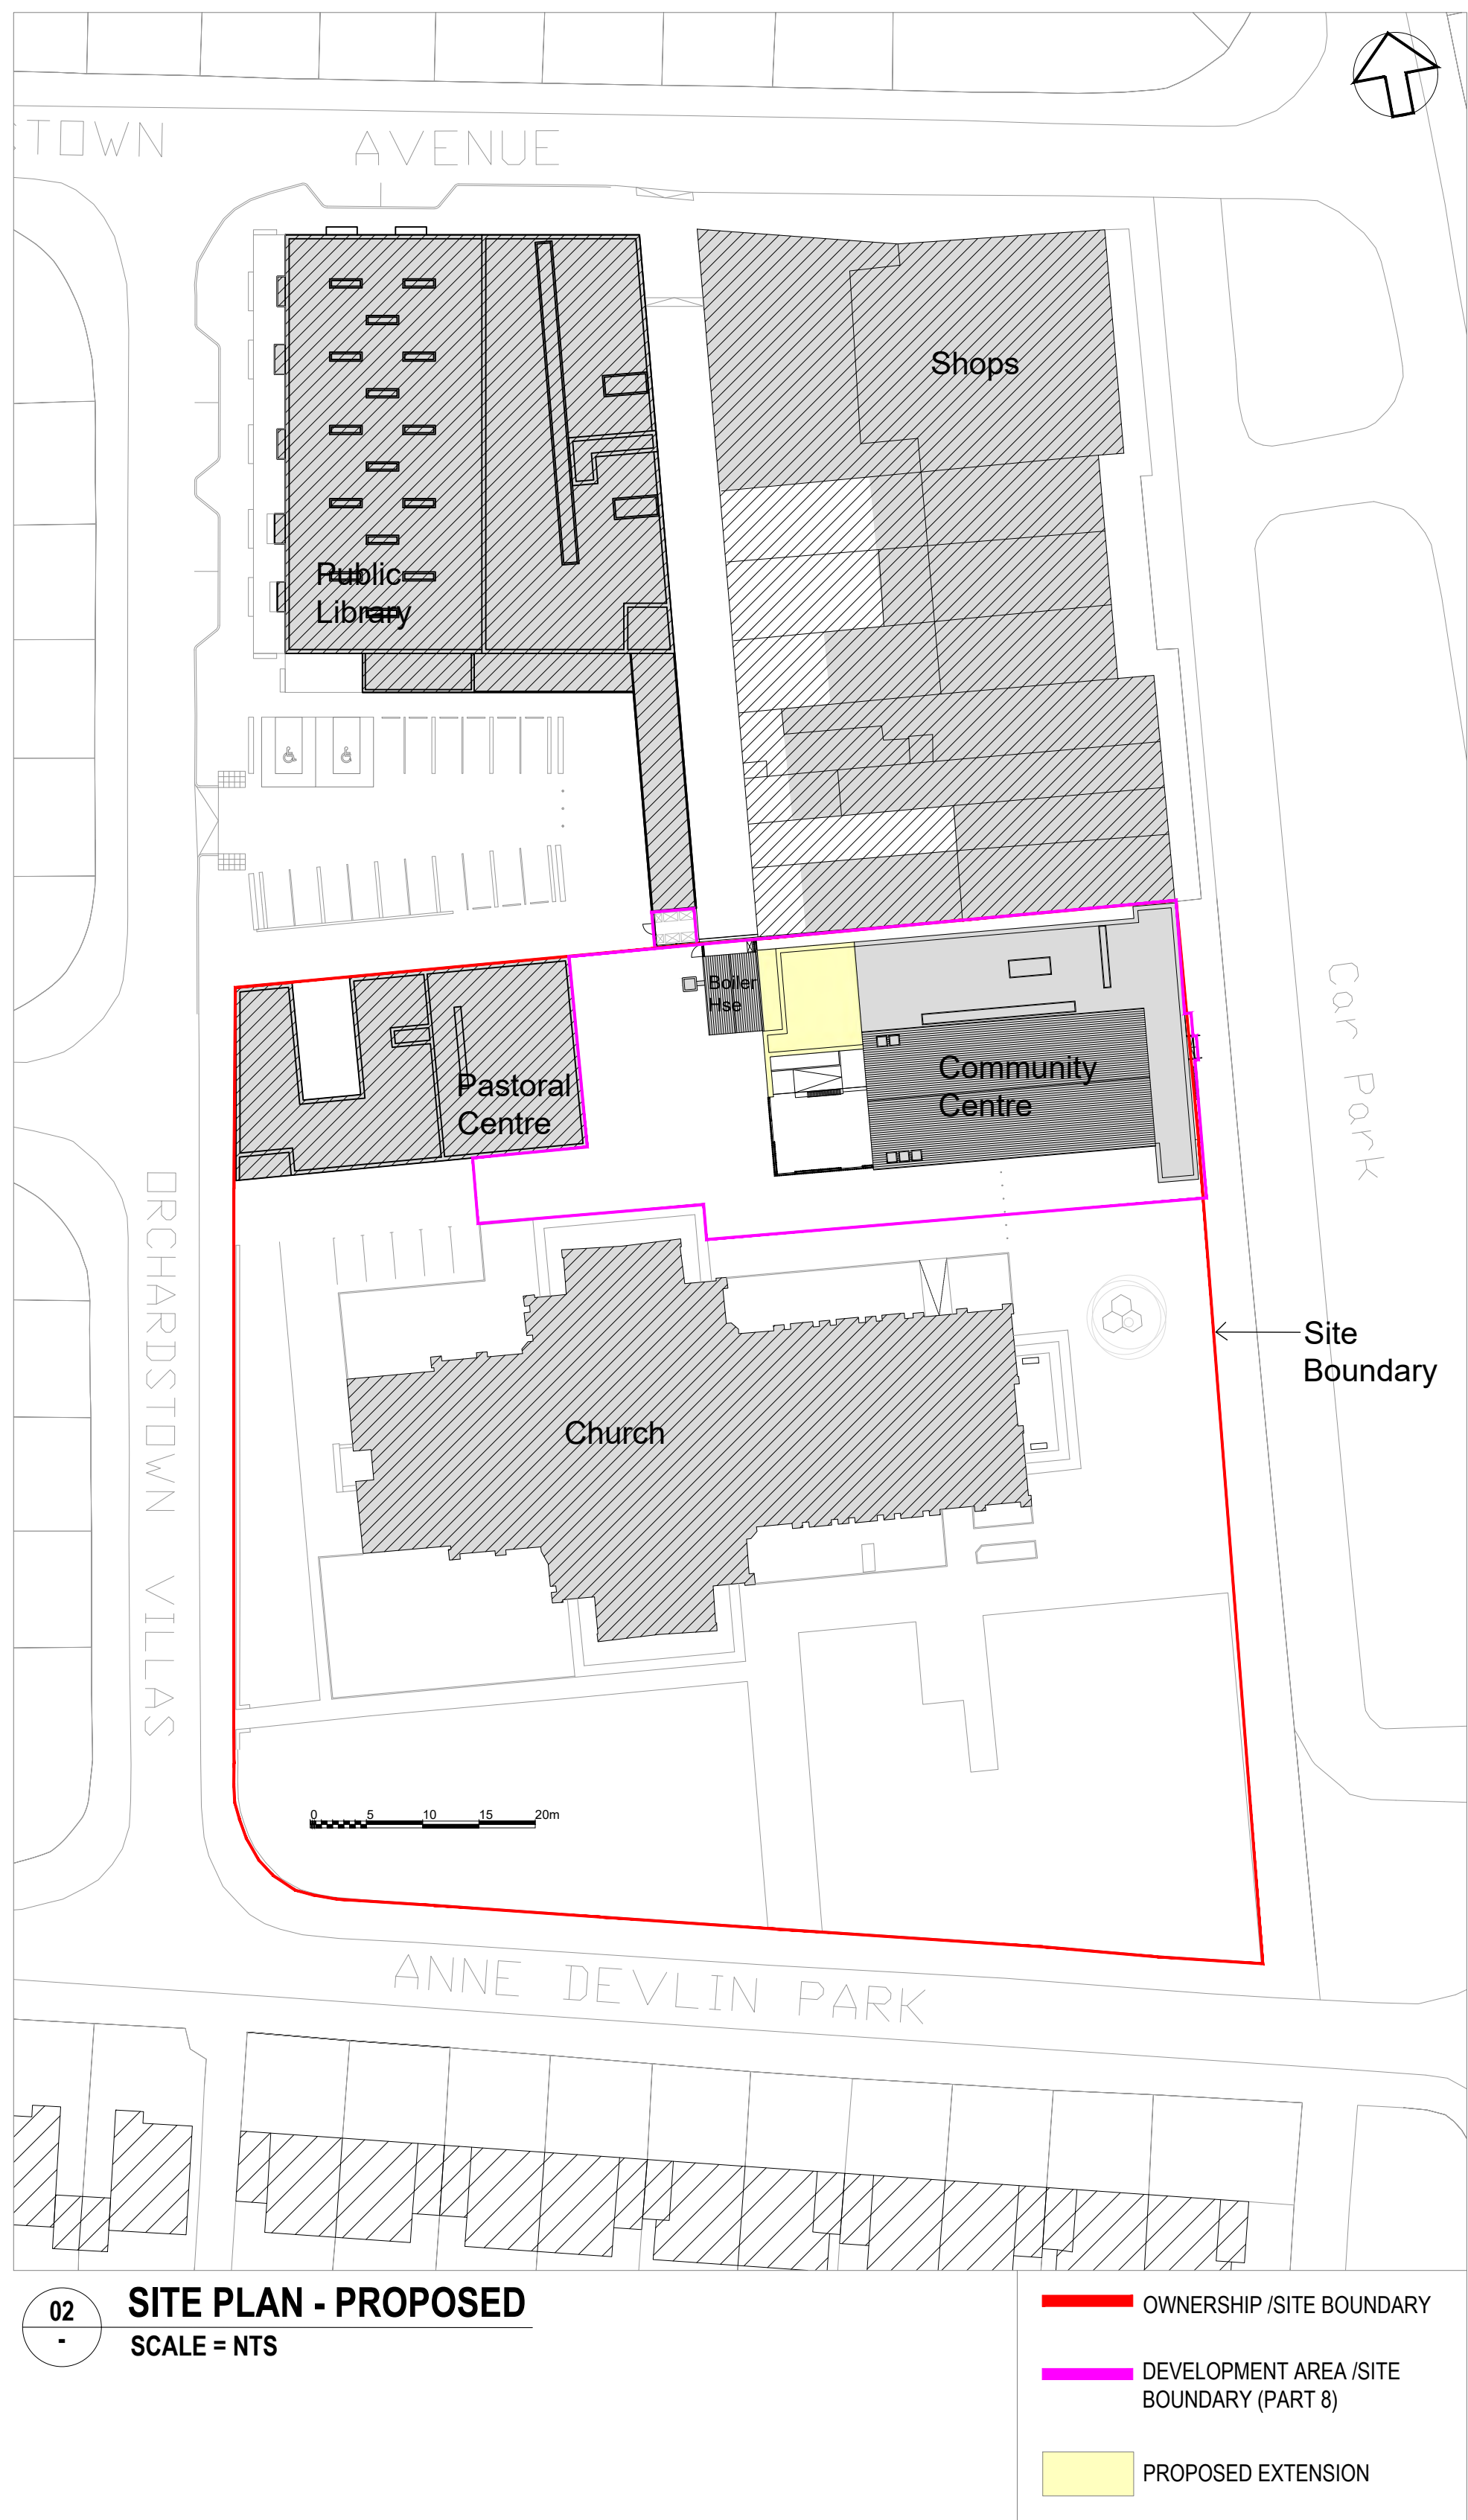 TOWN AVENUE
Shops
Public
Library
Boiler
Hse
Community
Centre
Pastoral
Centre
Car Park
ORCHARDSTOWN VILLAS
Site
Boundary
Church
0 5 10 15 20m
ANNE DEVLIN PARK
02
-
SITE PLAN - PROPOSED
SCALE = NTS
OWNERSHIP /SITE BOUNDARY
DEVELOPMENT AREA /SITE
BOUNDARY (PART 8)
PROPOSED EXTENSION